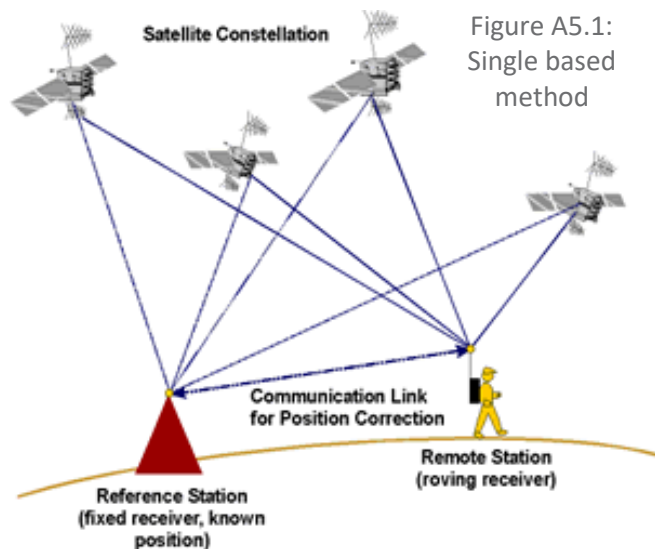 Satellite Constellation
Figure A5.1:
Single based
method
Communication Link
for Position Correction
Remote Station
(roving receiver)
Reference Station
(fixed receiver, known
position)